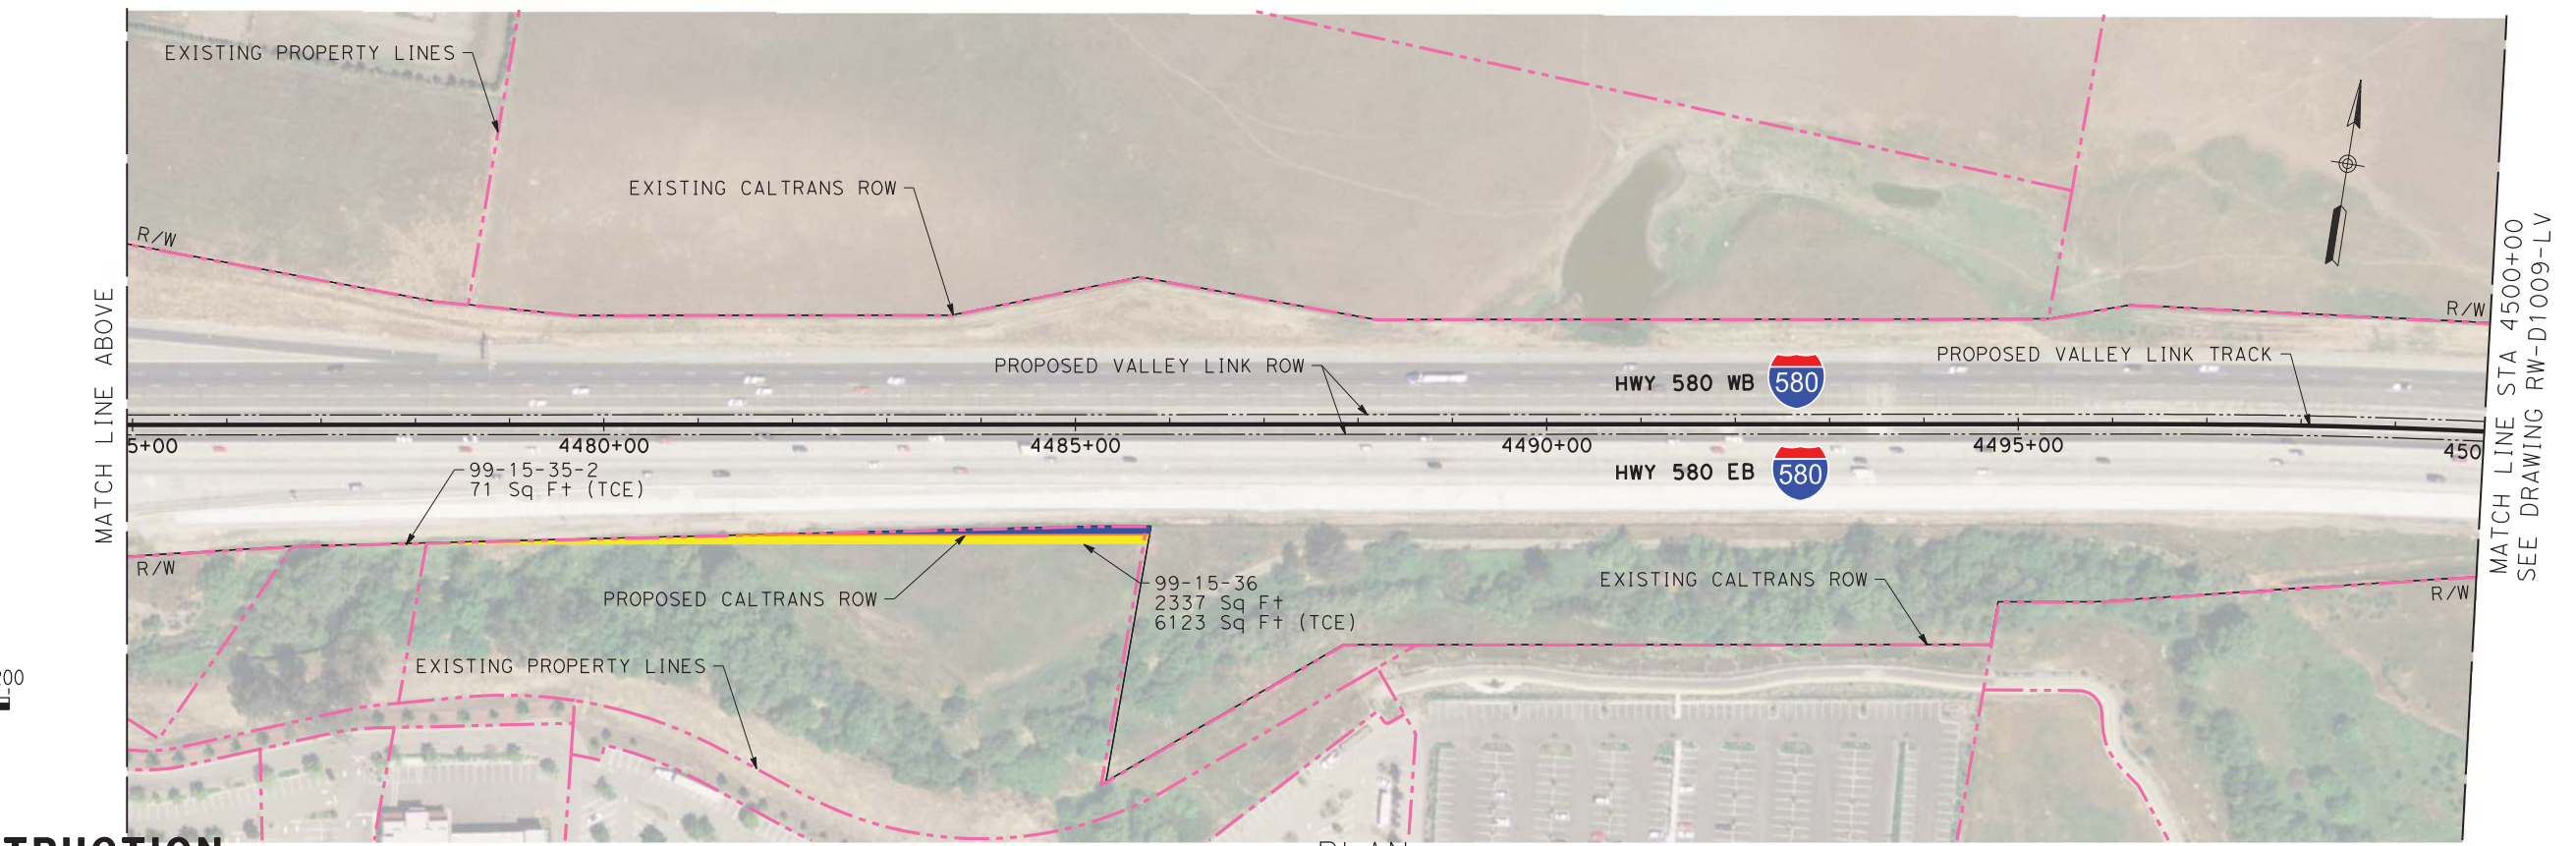 EXISTING PROPERTY LINES
EXISTING CALTRANS ROW
R/W
R/W
MATCH LINE ABOVE
PROPOSED VALLEY LINK ROW
HWY 580 WB
580
PROPOSED VALLEY LINK TRACK
5+00
4480+00
4485+00
4490+00
4495+00
450
HWY 580 EB
580
99-15-35-2
71 Sq Ft (TCE)
R/W
PROPOSED CALTRANS ROW
99-15-36
2337 Sq Ft
6123 Sq Ft (TCE)
EXISTING CALTRANS ROW
R/W
EXISTING PROPERTY LINES
MATCH LINE STA 4500+00
SEE DRAWING RW-D1009-LV